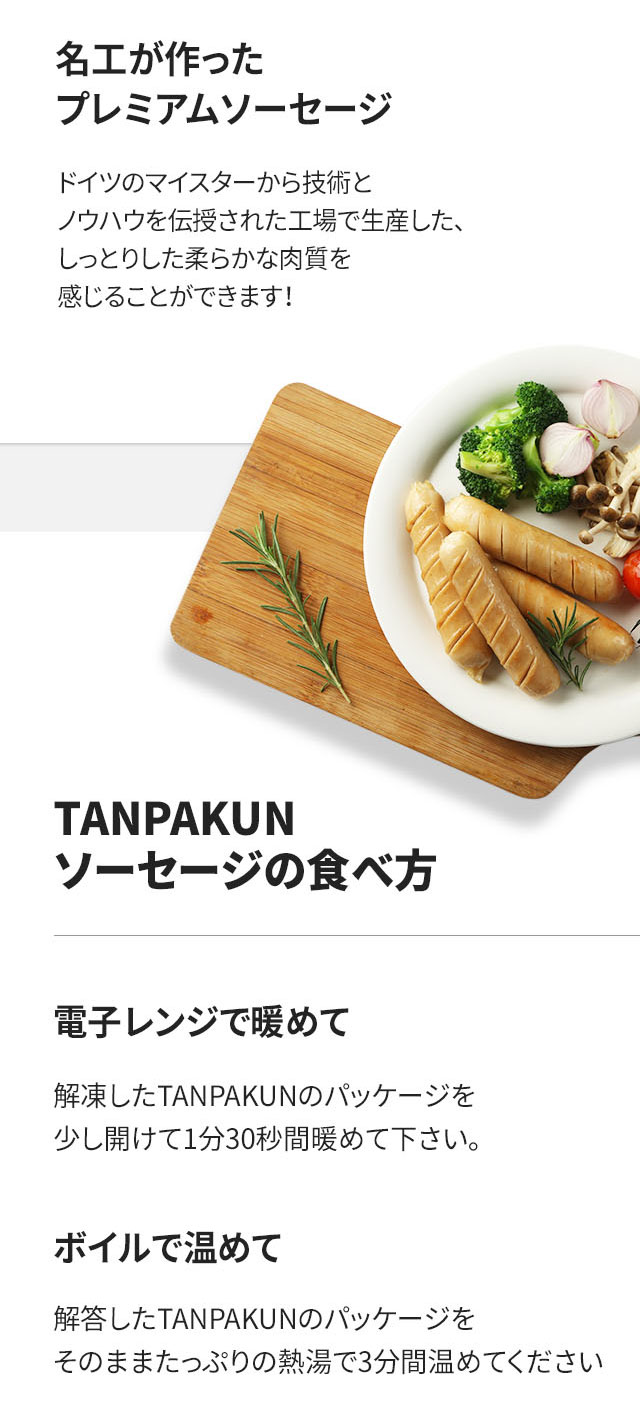 名工が作った
プレミアムソーセージ
ドイツのマイスターから技術と
ノウハウを伝授された工場で生産した、
しっとりした柔らかな肉質を
感じることができます!
TANPAKUN
ソーセージの食べ方
電子レンジで暖めて
解凍したTANPAKUNのパッケージを
少し開けて1分30秒間暖めて下さい。
ボイルで温めて
解答したTANPAKUNのパッケージを
そのままたっぷりの熱湯で3分間温めてください